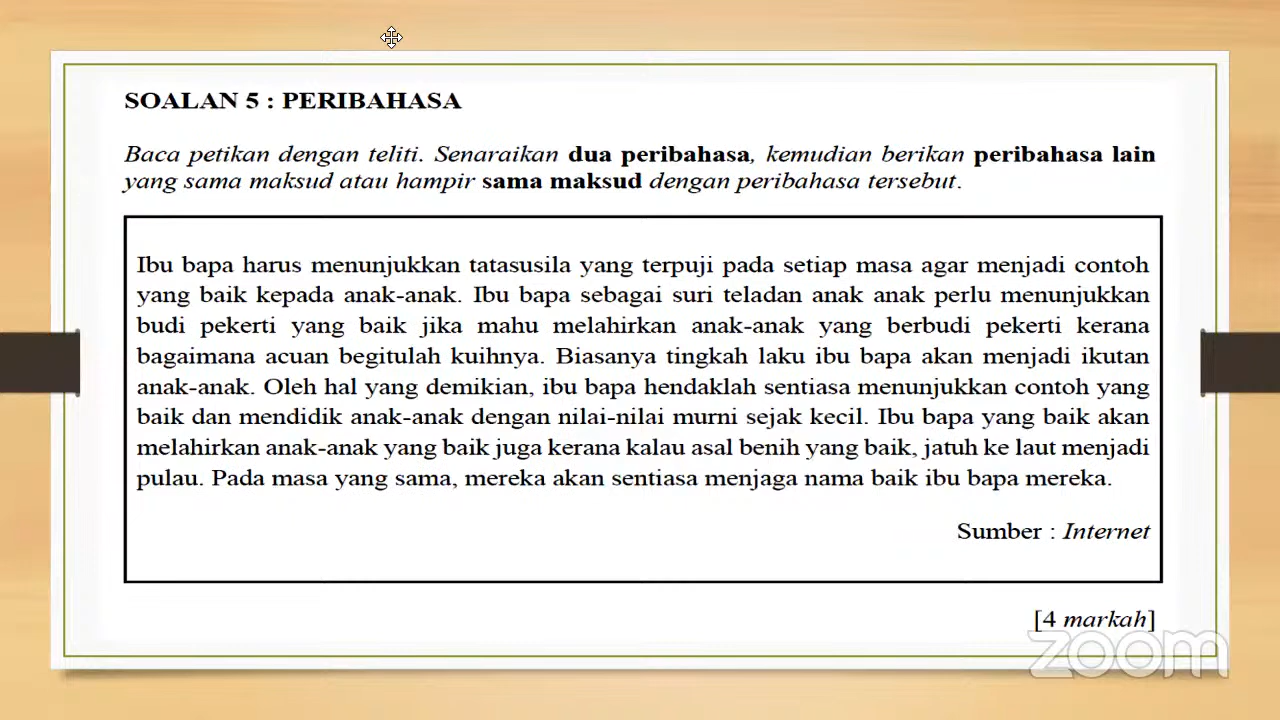 SOALAN 5 : PERIBAHASA
Baca petikan dengan teliti. Senaraikan dua peribahasa, kemudian berikan peribahasa lain
yang sama maksud atau hampir sama maksud dengan peribahasa tersebut.
Ibu bapa harus menunjukkan tatasusila yang terpuji pada setiap masa agar menjadi contoh
yang baik kepada anak-anak. Ibu bapa sebagai suri teladan anak anak perlu menunjukkan
budi pekerti yang baik jika mahu melahirkan anak-anak yang berbudi pekerti kerana
bagaimana acuan begitulah kuihnya. Biasanya tingkah laku ibu bapa akan menjadi ikutan
anak-anak. Oleh hal yang demikian, ibu bapa hendaklah sentiasa menunjukkan contoh yang
baik dan mendidik anak-anak dengan nilai-nilai murni sejak kecil. Ibu bapa yang baik akan
melahirkan anak-anak yang baik juga kerana kalau asal benih yang baik, jatuh ke laut menjadi
pulau. Pada masa yang sama, mereka akan sentiasa menjaga nama baik ibu bapa mereka.
Sumber : Internet
[4 markah]
zoom